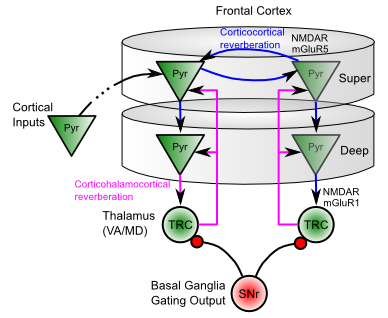 Frontal Cortex
Corticocortical
reverberation
NMDAR
mGluR5
Pyr
Pyr
Super
Cortical
Inputs
Pyr
Pyr
Pyr
Deep
Corticohalamocortical
reverberation
NMDAR
mGluR1
Thalamus
(VA/MD)
TRC
TRC
Basal Ganglia
Gating Output
SNr